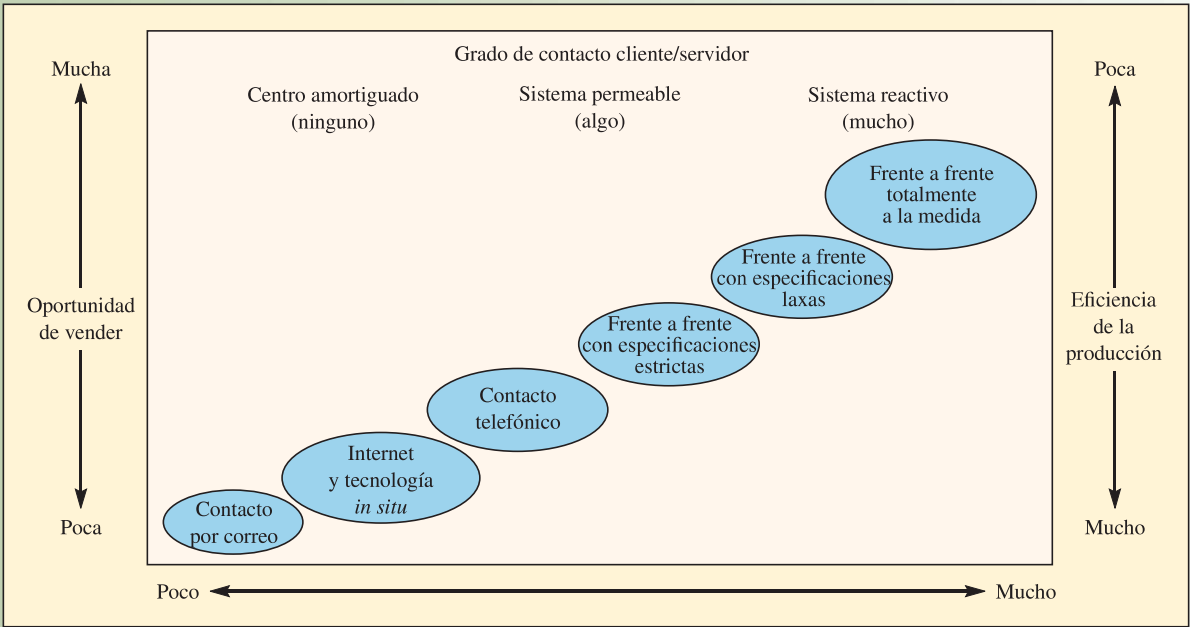 Grado de contacto cliente/servidor
Mucha
Poca
Centro amortiguado
(ninguno)
Sistema permeable
(algo)
Sistema reactivo
(mucho)
Frente a frente
totalmente
a la medida
Frente a frente
con especificaciones
laxas
Oportunidad
de vender
Eficiencia
de la
producción
Frente a frente
con especificaciones
estrictas
Contacto
telefónico
Internet
y tecnología
in situ
Contacto
por correo
Poca
Mucho
Poco
Mucho